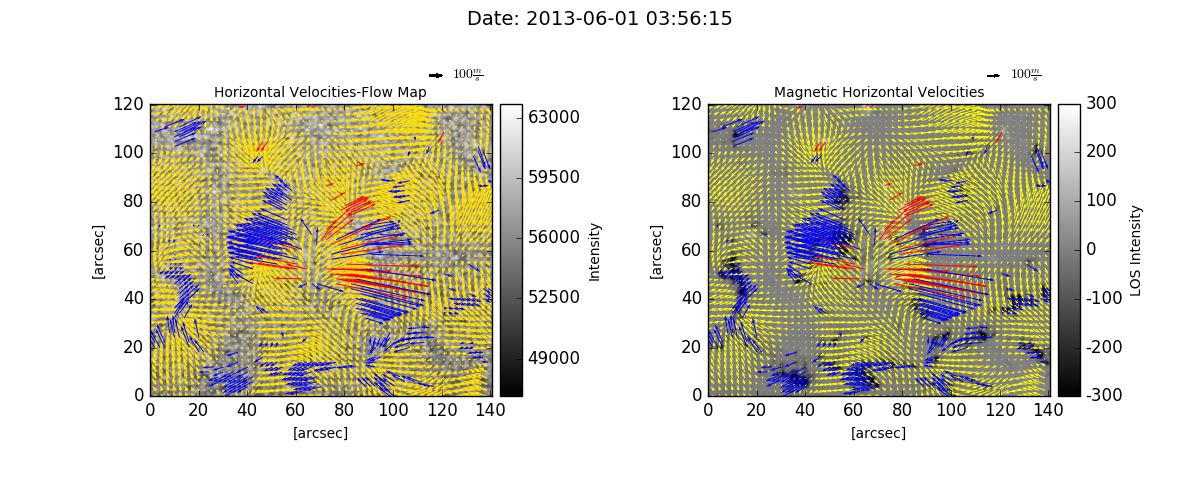 Date: 2013-06-01 03:56:15
100 m/s
100 m/s
Horizontal Velocities-Flow Map
Magnetic Horizontal Velocities
120
100
80
60
40
20
0
[arcsec]
0 20 40 60 80 100 120 140
[arcsec]
63000
59500
56000
52500
49000
Intensity
120
100
80
60
40
20
0
[arcsec]
0 20 40 60 80 100 120 140
[arcsec]
300
200
100
0
-100
-200
-300
LOS Intensity